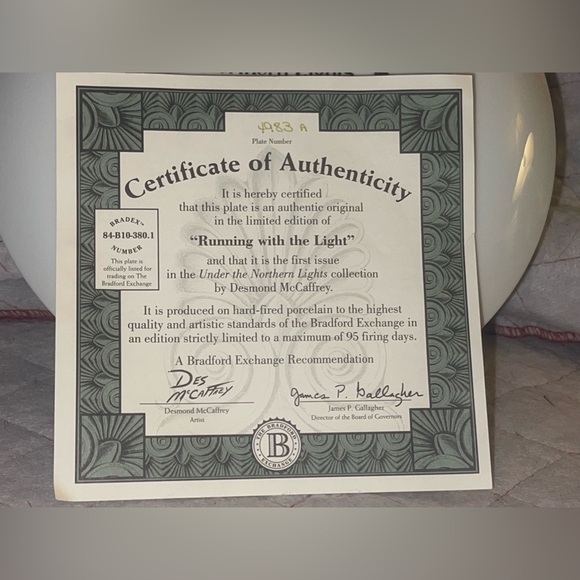 4983 A
Plate Number
Certificate of Authenticity
It is hereby certified
that this plate is an authentic original
in the limited edition of
“Running with the Light”
and that it is the first issue
in the Under the Northern Lights collection
by Desmond McCaffrey.
BRADEX™
84-B10-380.1
NUMBER
This plate is
officially listed for
trading on The
Bradford Exchange
It is produced on hard-fired porcelain to the highest
quality and artistic standards of the Bradford Exchange in
an edition strictly limited to a maximum of 95 firing days.
A Bradford Exchange Recommendation
DES
McCAFFREY
Desmond McCaffrey
Artist
James P. Gallagher
James P. Gallagher
Director of the Board of Governors
THE BRADFORD
B
EXCHANGE